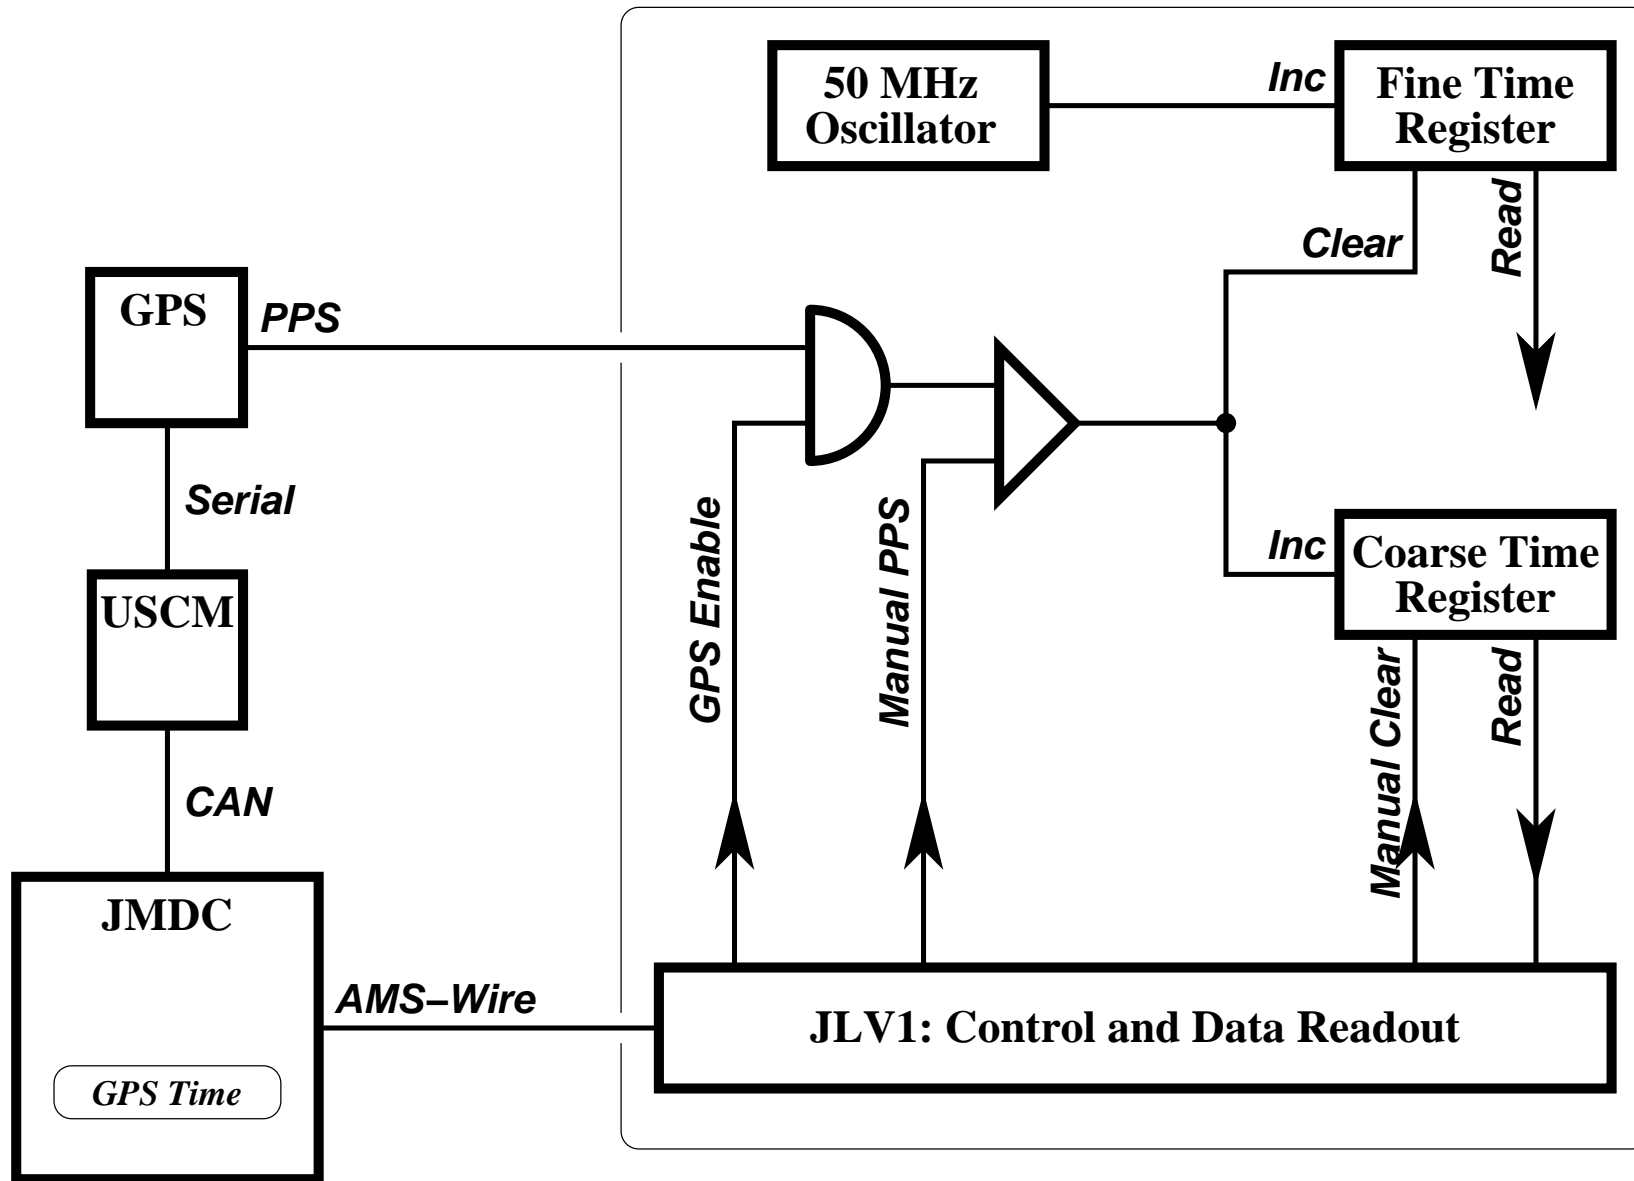 50 MHz
Oscillator
Inc
Fine Time
Register
Clear
Read
GPS
PPS
Serial
USCM
GPS Enable
Manual PPS
Inc
Coarse Time
Register
Manual Clear
Read
CAN
JMDC
AMS–Wire
JLV1: Control and Data Readout
GPS Time